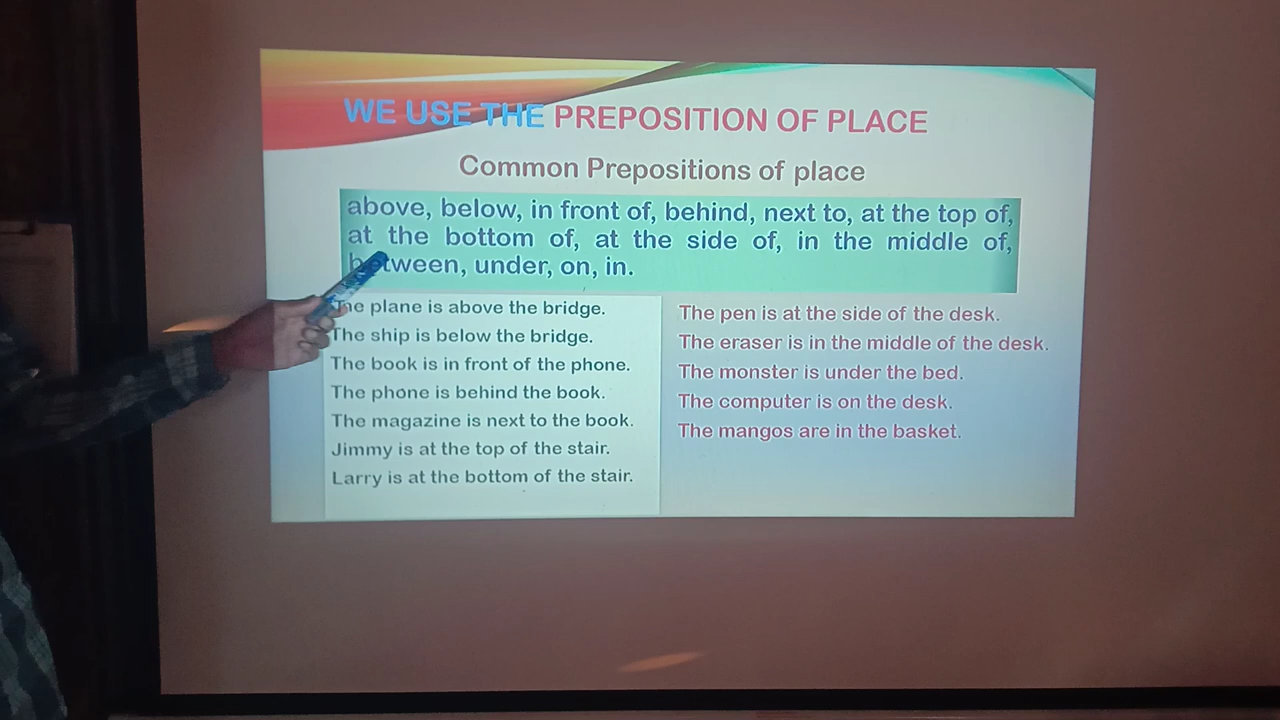 WE USE THE PREPOSITION OF PLACE
Common Prepositions of place
above, below, in front of, behind, next to, at the top of,
at the bottom of, at the side of, in the middle of,
between, under, on, in.
The plane is above the bridge.
The ship is below the bridge.
The book is in front of the phone.
The phone is behind the book.
The magazine is next to the book.
Jimmy is at the top of the stair.
Larry is at the bottom of the stair.
The pen is at the side of the desk.
The eraser is in the middle of the desk.
The monster is under the bed.
The computer is on the desk.
The mangos are in the basket.